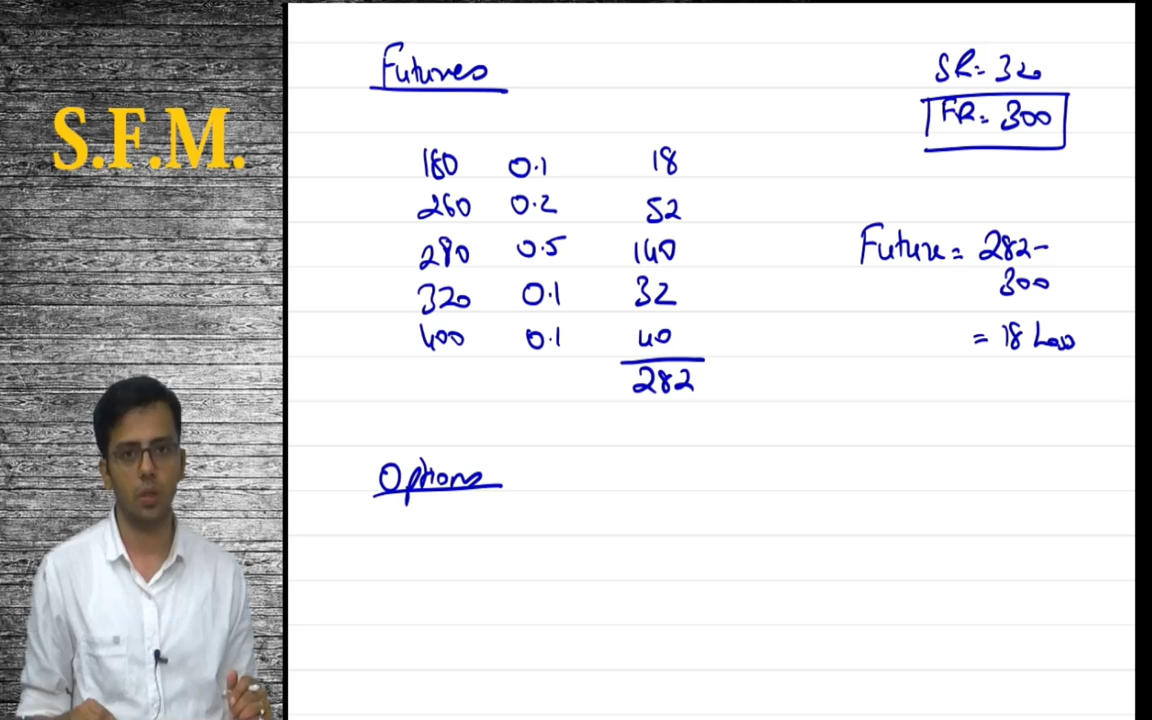 S.F.M.
Futures
SR = 320
FR = 300
180 0.1 18
260 0.2 52
280 0.5 140
320 0.1 32
400 0.1 40
282
Future = 282 -
300
= 18 Loss
Options